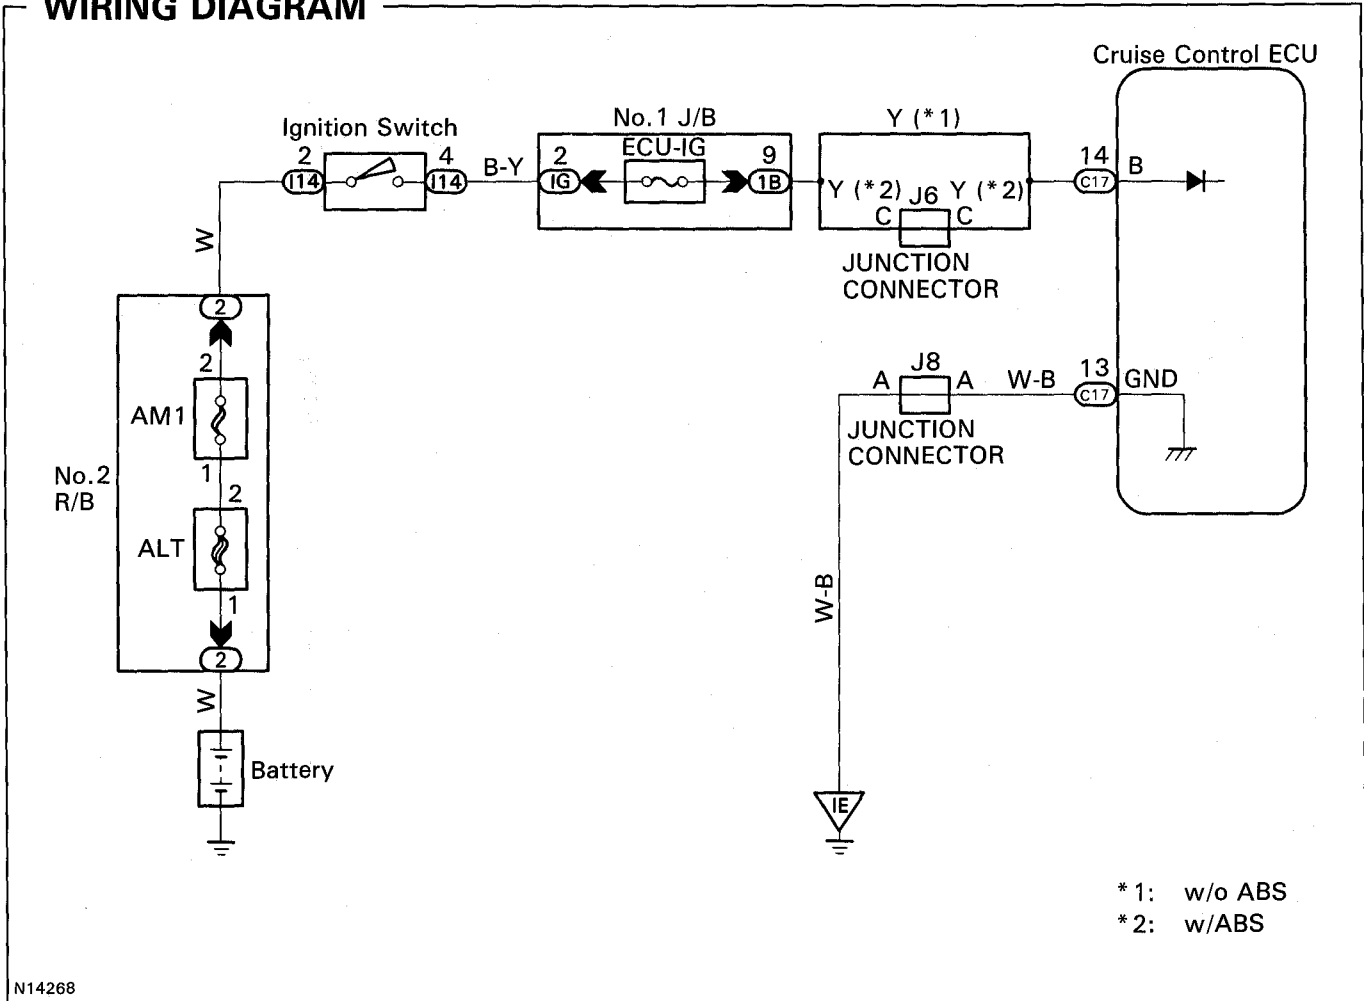 WIRING DIAGRAM
Cruise Control ECU
Ignition Switch
No.1 J/B
Y (*1)
2
4
B-Y
2
ECU-IG
9
14
B
I14
I14
IG
1B
C17
Y (*2)
J6
Y (*2)
C
C
JUNCTION
CONNECTOR
W
2
2
AM1
1
No.2
R/B
2
ALT
1
2
W
Battery
J8
A
A
W-B
13
GND
C17
JUNCTION
CONNECTOR
W-B
IE
*1: w/o ABS
*2: w/ABS
N14268